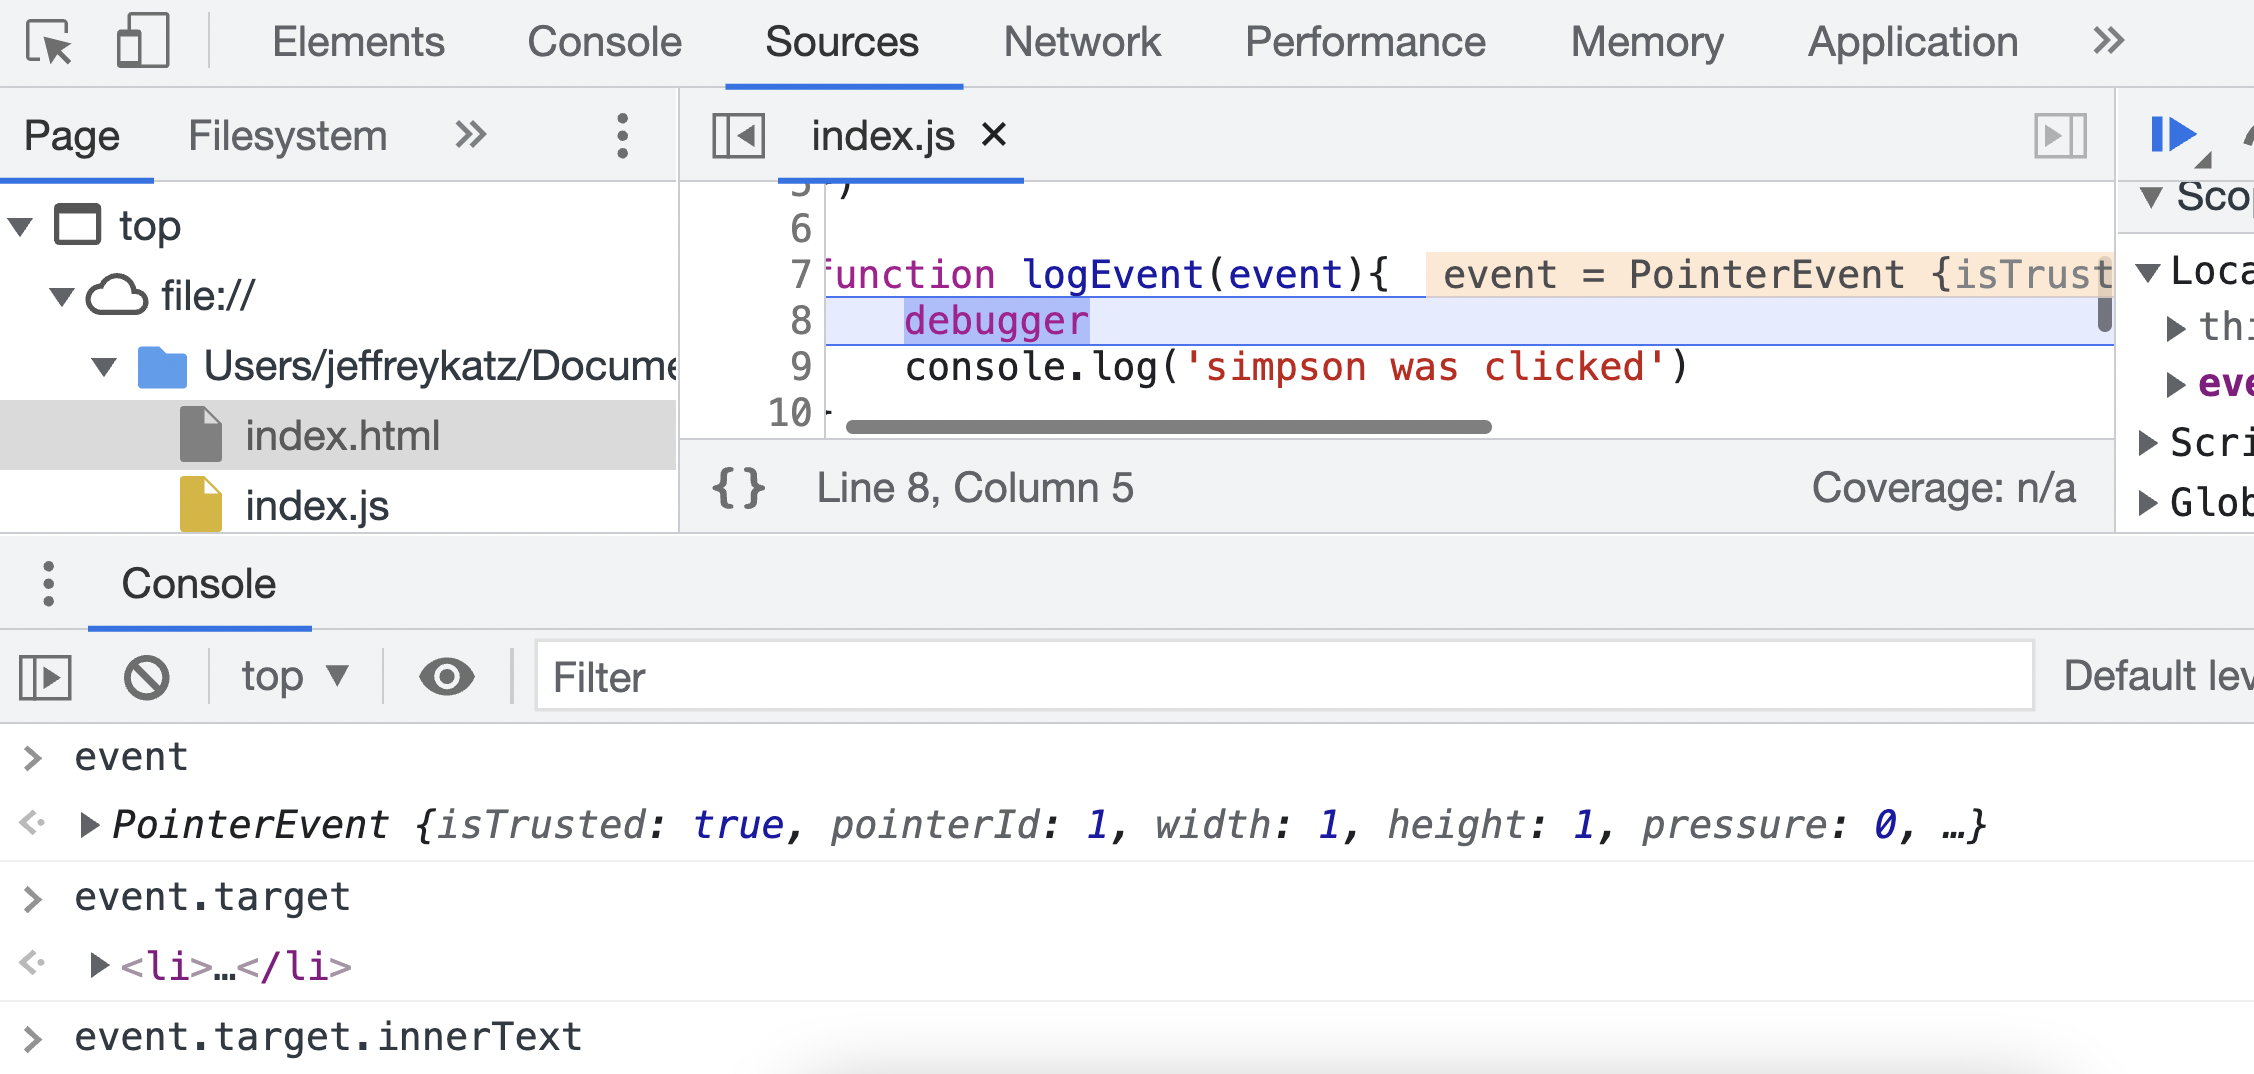 Elements Console Sources Network Performance Memory Application
Page Filesystem
index.js
top
file://
Users/jeffreykatz/Docume
index.html
index.js
5 }
6
7 function logEvent(event){ event = PointerEvent {isTrust
8 debugger
9 console.log('simpson was clicked')
10 }
{} Line 8, Column 5 Coverage: n/a
Scop
Loca
thi
eve
Scri
Glob
Console
top Filter Default lev
> event
PointerEvent {isTrusted: true, pointerId: 1, width: 1, height: 1, pressure: 0, …}
> event.target
<li>…</li>
> event.target.innerText